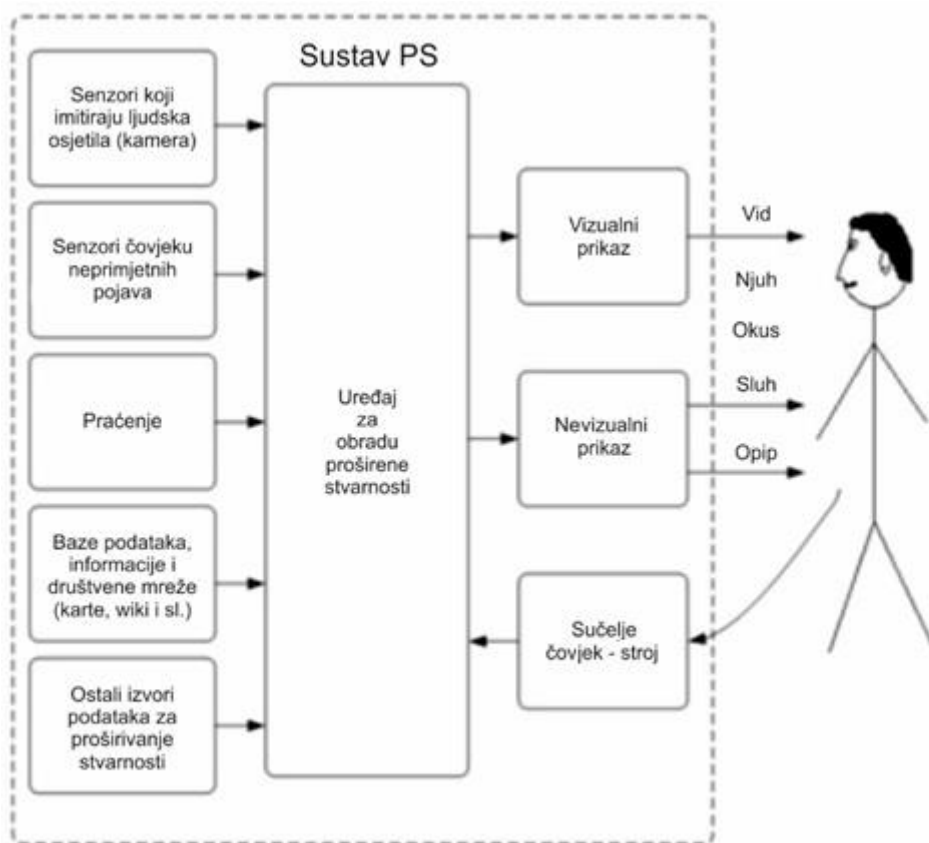 Sustav PS
Senzori koji
imitiraju ljudska
osjetila (kamera)
Senzori čovjeku
neprimjetnih
pojava
Praćenje
Baze podataka,
informacije i
društvene mreže
(karte, wiki i sl.)
Ostali izvori
podataka za
proširivanje
stvarnosti
Uređaj
za
obradu
proširene
stvarnosti
Vizualni
prikaz
Nevizualni
prikaz
Sučelje
čovjek - stroj
Vid
Njuh
Okus
Sluh
Opip